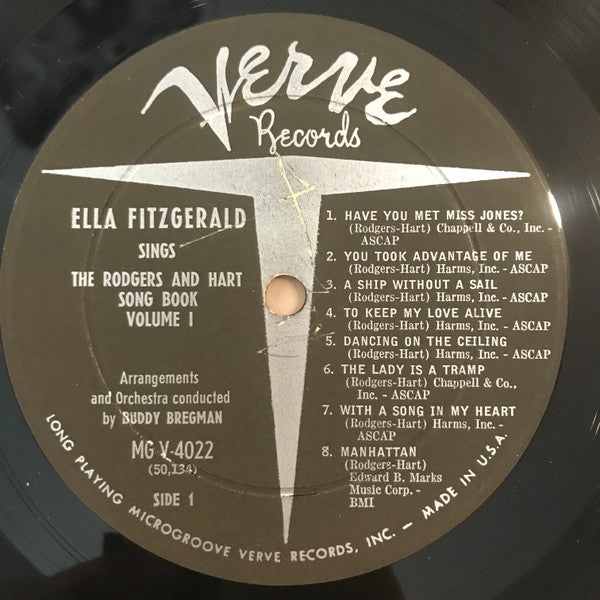 Verve
Records
ELLA FITZGERALD
SINGS
THE RODGERS AND HART
SONG BOOK
VOLUME I
Arrangements
and Orchestra conducted
by BUDDY BREGMAN
MG V-4022
(50,134)
SIDE 1
1. HAVE YOU MET MISS JONES?
(Rodgers-Hart) Chappell & Co., Inc. -
ASCAP
2. YOU TOOK ADVANTAGE OF ME
(Rodgers-Hart) Harms, Inc. - ASCAP
3. A SHIP WITHOUT A SAIL
(Rodgers-Hart) Harms, Inc. - ASCAP
4. TO KEEP MY LOVE ALIVE
(Rodgers-Hart) Harms, Inc. - ASCAP
5. DANCING ON THE CEILING
(Rodgers-Hart) Harms, Inc. - ASCAP
6. THE LADY IS A TRAMP
(Rodgers-Hart) Chappell & Co.,
Inc. - ASCAP
7. WITH A SONG IN MY HEART
(Rodgers-Hart) Harms, Inc. -
ASCAP
8. MANHATTAN
(Rodgers-Hart)
Edward B. Marks
Music Corp. -
BMI
LONG PLAYING MICROGROOVE VERVE RECORDS, INC. — MADE IN U.S.A.